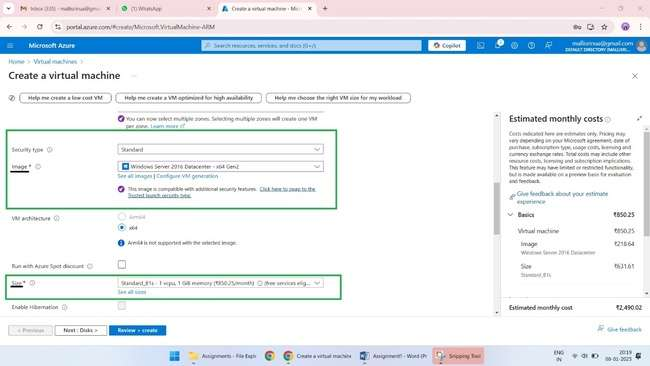 Inbox (335) - mallisrinua@gmail
WhatsApp
Create a virtual machine - Micr
portal.azure.com/#create/Microsoft.VirtualMachine-ARM
Microsoft Azure
Search resources, services, and docs (G+/)
Copilot
mallisrinua@gmail.com
DEFAULT DIRECTORY (MALLISRI...
Home > Virtual machines >
Create a virtual machine ...
Help me create a low cost VM
Help me create a VM optimized for high availability
Help me choose the right VM size for my workload
You can now select multiple zones. Selecting multiple zones will create one VM
per zone. Learn more
Security type
Standard
Image *
Windows Server 2016 Datacenter - x64 Gen2
See all images | Configure VM generation
This image is compatible with additional security features. Click here to swap to the
Trusted launch security type.
VM architecture
Arm64
x64
Arm64 is not supported with the selected image.
Run with Azure Spot discount
Size *
Standard_B1s - 1 vcpu, 1 GiB memory (₹850.25/month) (free services elig...
See all sizes
Enable Hibernation
< Previous
Next : Disks >
Review + create
Estimated monthly costs
Costs indicated here are estimates only. Pricing may
vary depending on your Microsoft agreement, date of
purchase, subscription type, usage costs, licensing and
currency exchange rates. Total costs may include other
resource costs, licensing and subscription implications.
This feature may have limited or restricted functionality,
but is made available on a preview basis for evaluation
and feedback.
Give feedback about your estimate
experience
Basics
₹850.25
Virtual machine
₹850.25
Image
₹218.64
Windows Server 2016 Datacenter
Size
₹631.61
Standard_B1s
Estimated monthly cost
₹2,490.02
Give feedback
Assignments - File Expl
Create a virtual machine
Assignment1 - Word (Pr
Snipping Tool
ENG
IN
20:19
09-01-2025